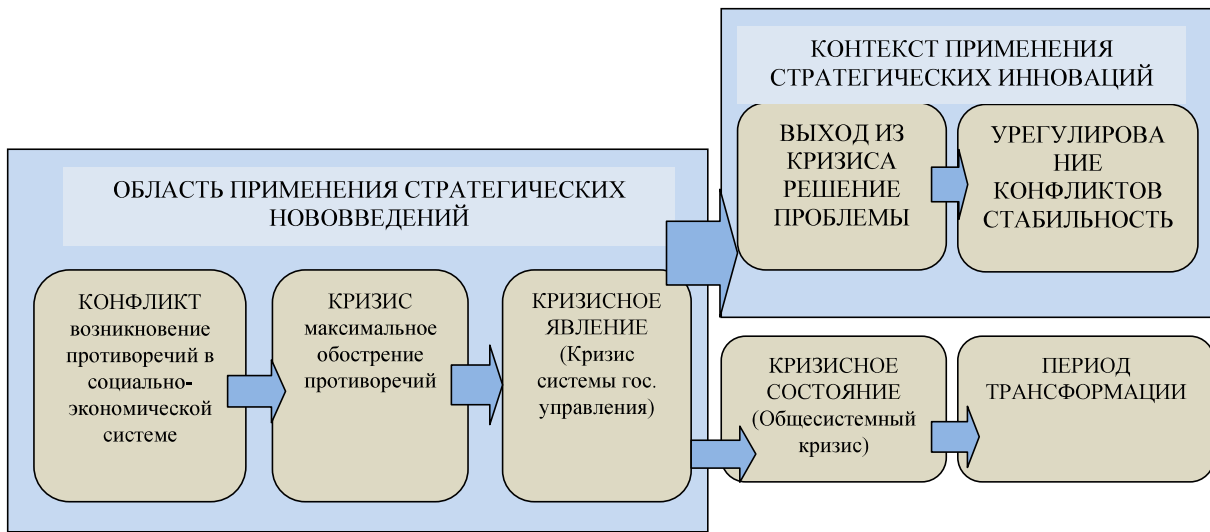 КОНТЕКСТ ПРИМЕНЕНИЯ
СТРАТЕГИЧЕСКИХ ИННОВАЦИЙ
ВЫХОД ИЗ
КРИЗИСА
РЕШЕНИЕ
ПРОБЛЕМЫ
УРЕГУЛИРОВА
НИЕ
КОНФЛИКТОВ
СТАБИЛЬНОСТЬ
ОБЛАСТЬ ПРИМЕНЕНИЯ СТРАТЕГИЧЕСКИХ
НОВОВВЕДЕНИЙ
КОНФЛИКТ
возникновение
противоречий в
социально-
экономической
системе
КРИЗИС
максимальное
обострение
противоречий
КРИЗИСНОЕ
ЯВЛЕНИЕ
(Кризис
системы гос.
управления)
КРИЗИСНОЕ
СОСТОЯНИЕ
(Общесистемный
кризис)
ПЕРИОД
ТРАНСФОРМАЦИИ